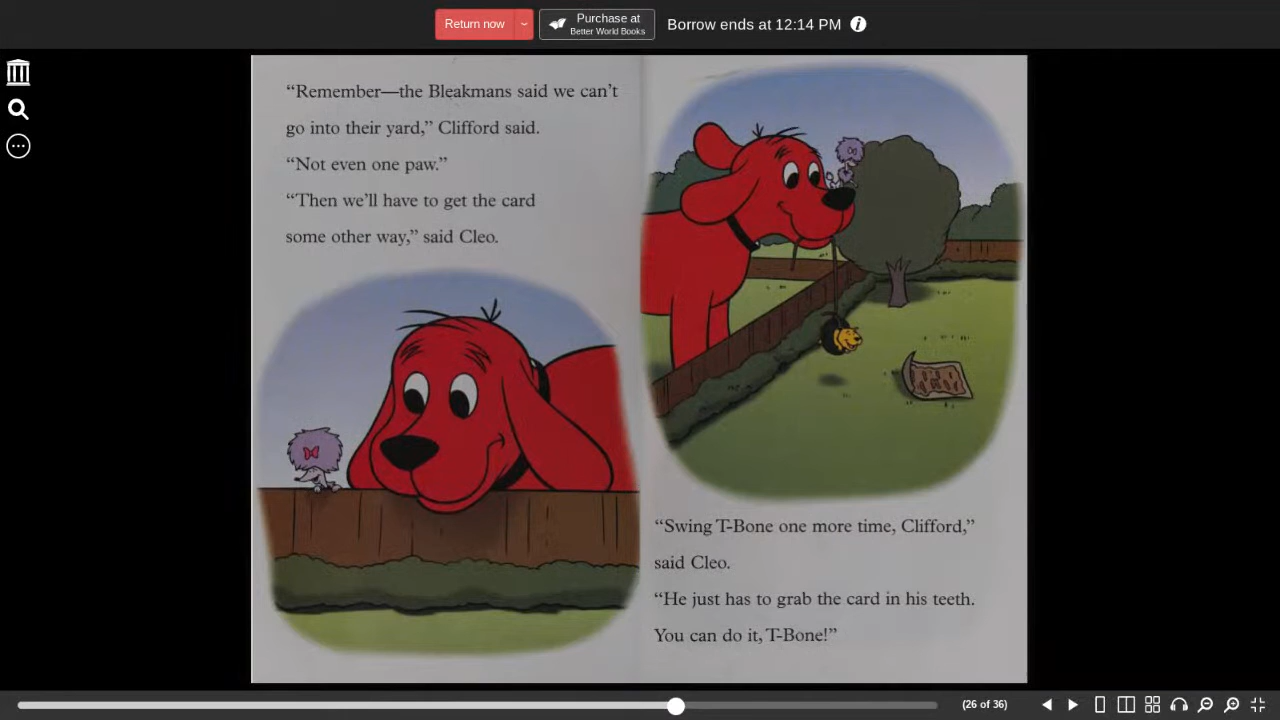 Return now
Purchase at
Better World Books
Borrow ends at 12:14 PM
“Remember—the Bleakmans said we can’t
go into their yard,” Clifford said.
“Not even one paw.”
“Then we’ll have to get the card
some other way,” said Cleo.
“Swing T-Bone one more time, Clifford,”
said Cleo.
“He just has to grab the card in his teeth.
You can do it, T-Bone!”
(26 of 36)